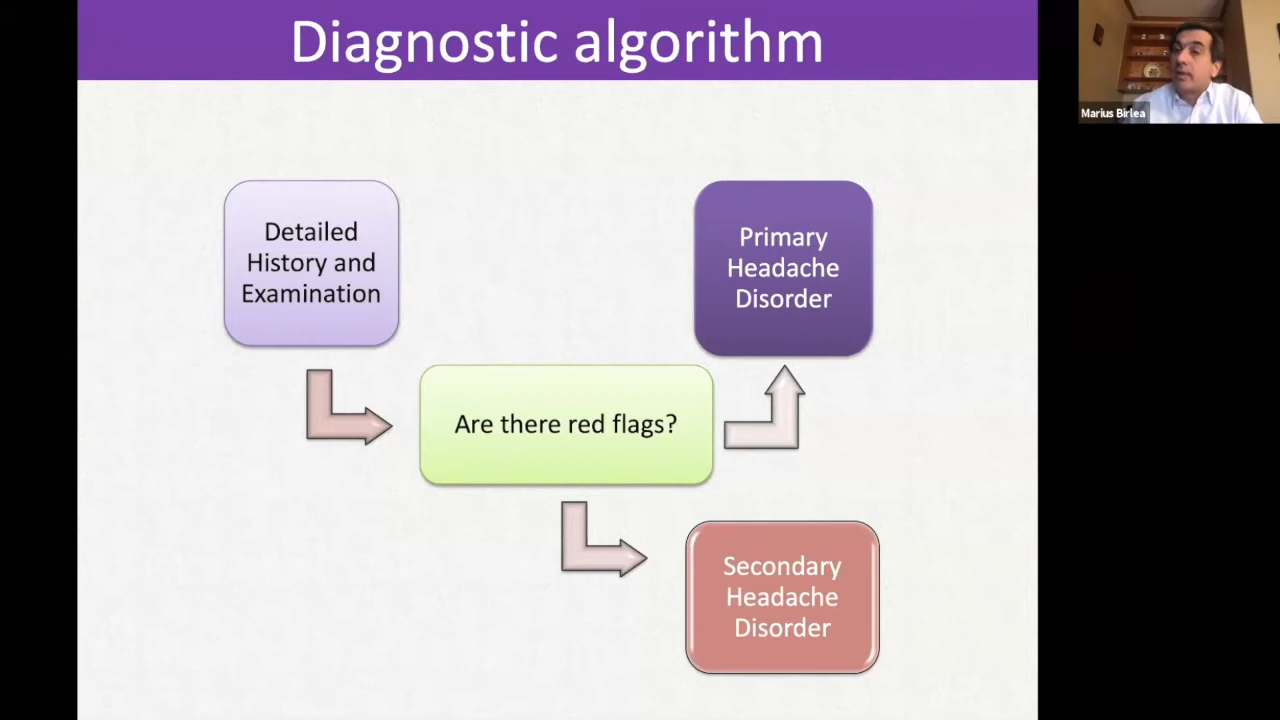 Diagnostic algorithm
Marius Birlea
Detailed
History and
Examination
Primary
Headache
Disorder
Are there red flags?
Secondary
Headache
Disorder